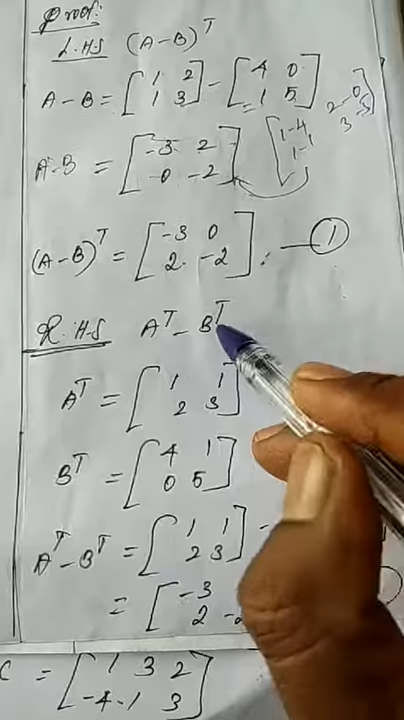 Proof:
L.H.S (A-B)^T
A-B = [1 2 1 3] - [4 0 1 5]
A-B = [-3 2 -0 -2] [1-4 2-0 1-1 3-5]
(A-B)^T = [-3 0 2 -2]. — ①
R.H.S A^T - B^T
A^T = [1 1 2 3]
B^T = [4 1 0 5]
A^T - B^T = [1 1 2 3] -
= [-3 2
C = [1 3 2 -4 -1 3]